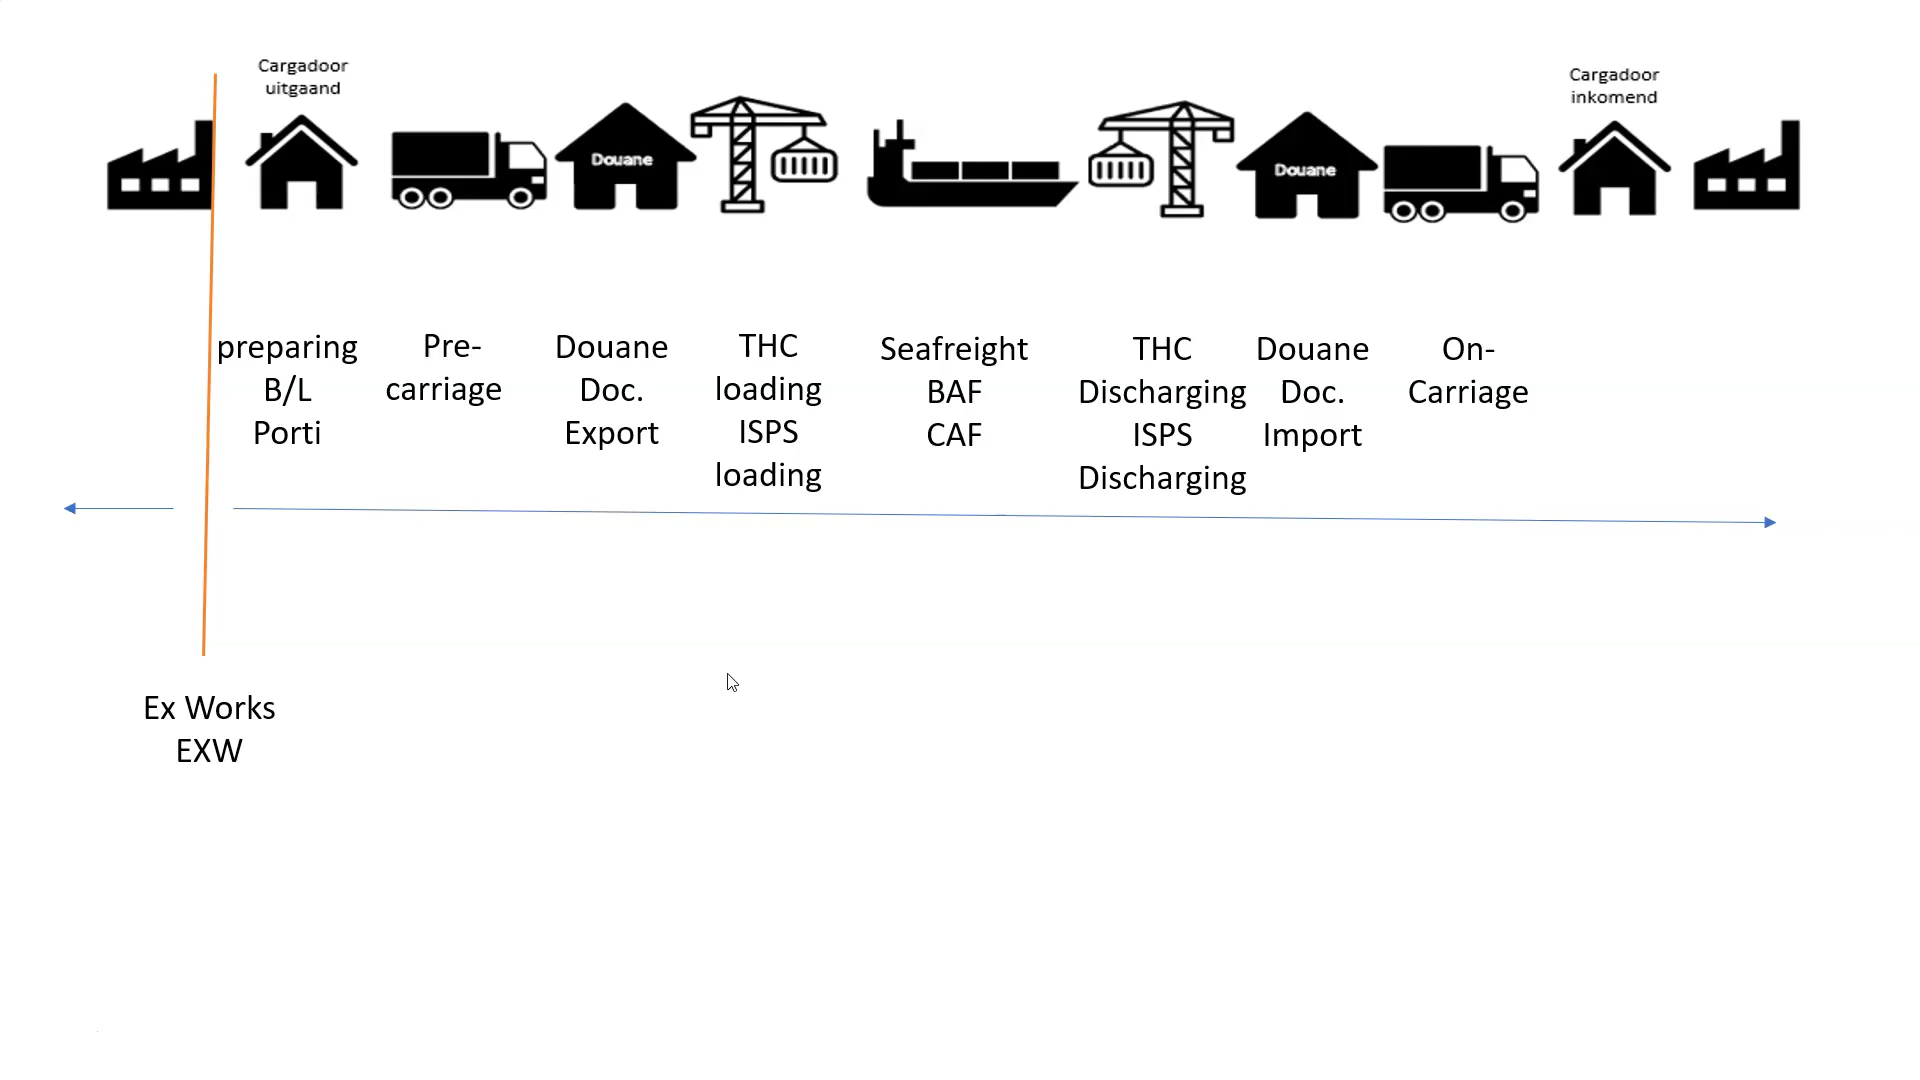 Cargadoor
uitgaand
Cargadoor
inkomend
Douane
Douane
preparing
B/L
Porti
Pre-
carriage
Douane
Doc.
Export
THC
loading
ISPS
loading
Seafreight
BAF
CAF
THC
Discharging
ISPS
Discharging
Douane
Doc.
Import
On-
Carriage
Ex Works
EXW